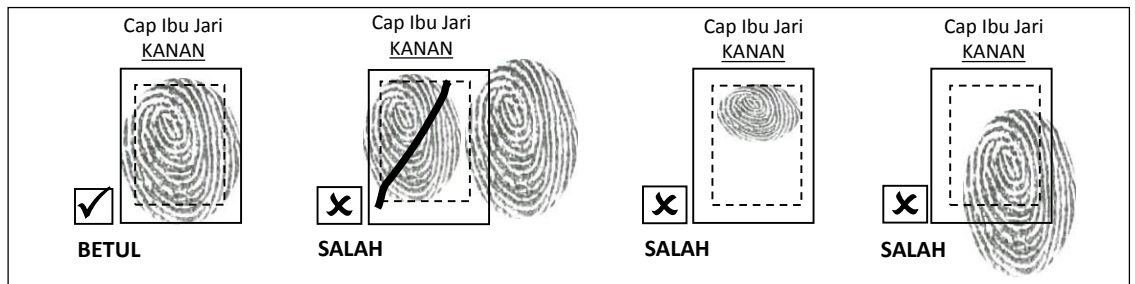 Cap Ibu Jari
KANAN
BETUL
Cap Ibu Jari
KANAN
SALAH
Cap Ibu Jari
KANAN
SALAH
Cap Ibu Jari
KANAN
SALAH